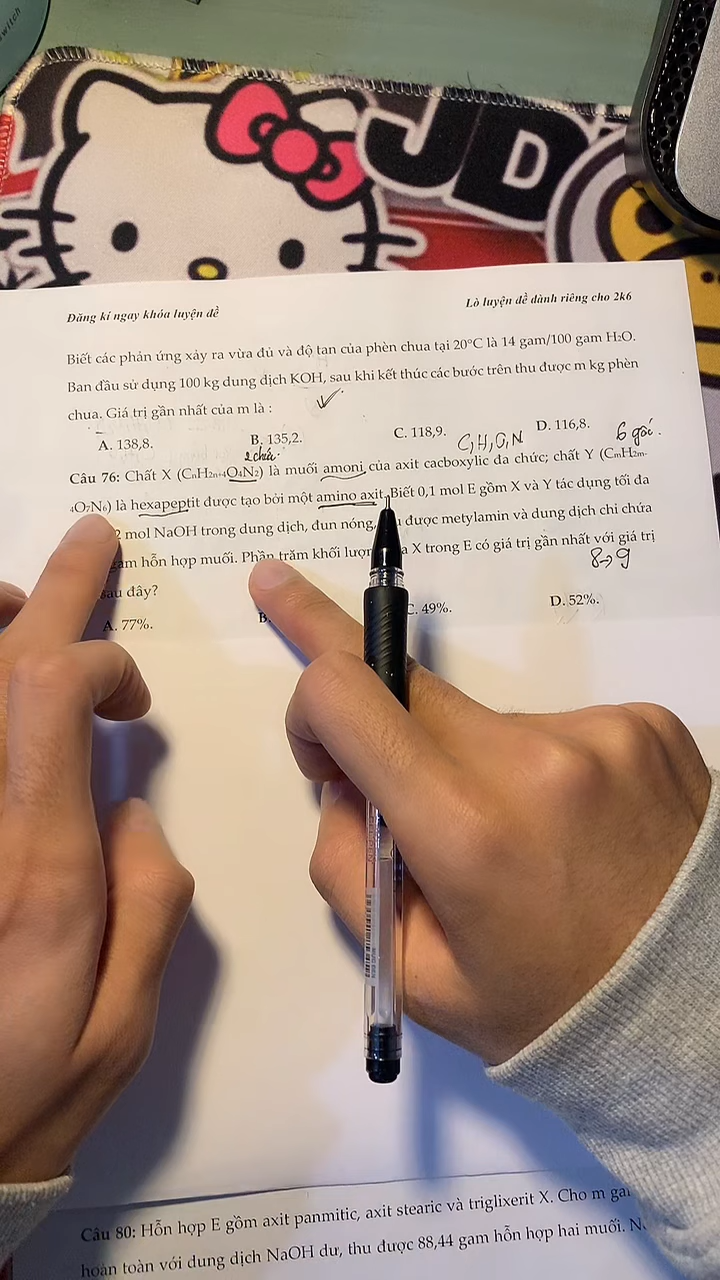 switch
JD
Đăng kí ngay khóa luyện đề
Lò luyện đề dành riêng cho 2k6
Biết các phản ứng xảy ra vừa đủ và độ tan của phèn chua tại 20°C là 14 gam/100 gam H₂O.
Ban đầu sử dụng 100 kg dung dịch KOH, sau khi kết thúc các bước trên thu được m kg phèn
chua. Giá trị gần nhất của m là :
A. 138,8. B. 135,2. C. 118,9. D. 116,8.
2 chức C,H,O,N 6 gốc.
Câu 76: Chất X (CₙH₂ₙ₊₄O₄N₂) là muối amoni của axit cacboxylic đa chức; chất Y (CₘH₂ₘ₋
₄O₇N₆) là hexapeptit được tạo bởi một amino axit. Biết 0,1 mol E gồm X và Y tác dụng tối đa
mol NaOH trong dung dịch, đun nóng, được metylamin và dung dịch chỉ chứa
gam hỗn hợp muối. Phần trăm khối lượng X trong E có giá trị gần nhất với giá trị
8→9
sau đây?
A. 77%. B. C. 49%. D. 52%.
Câu 80: Hỗn hợp E gồm axit panmitic, axit stearic và triglixerit X. Cho m
hoàn toàn với dung dịch NaOH dư, thu được 88,44 gam hỗn hợp hai muối.